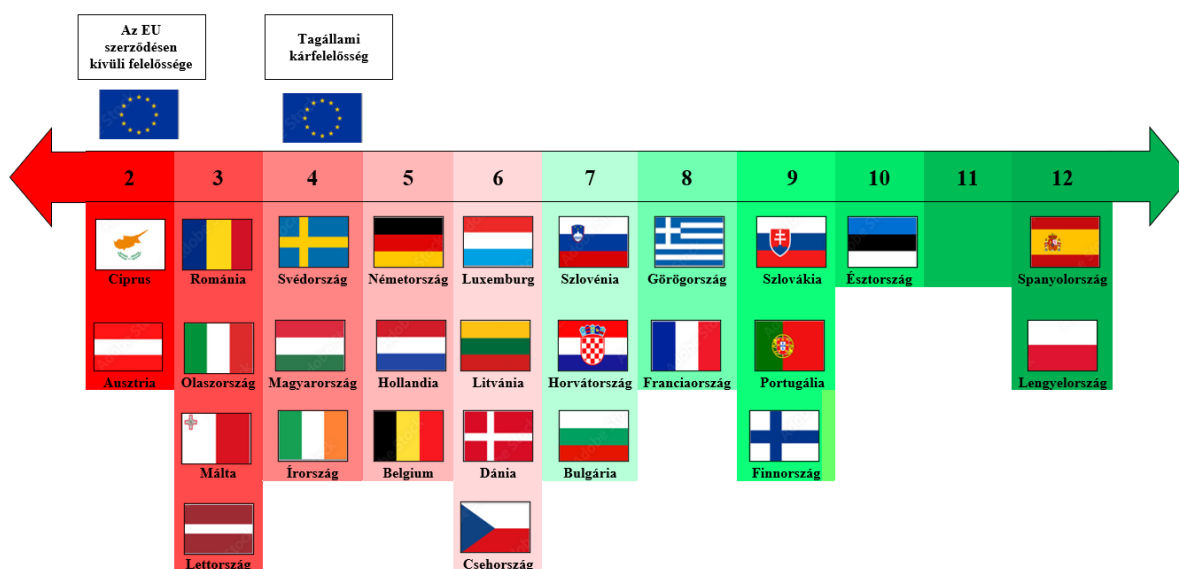 Az EU
szerződésen
kívüli felelőssége
Tagállami
kárfelelősség
2 3 4 5 6 7 8 9 10 11 12
Ciprus Románia Svédország Németország Luxemburg Szlovénia Görögország Szlovákia Észtország Spanyolország
Ausztria Olaszország Magyarország Hollandia Litvánia Horvátország Franciaország Portugália Lengyelország
Málta Írország Belgium Dánia Bulgária Finnország
Lettország Csehország